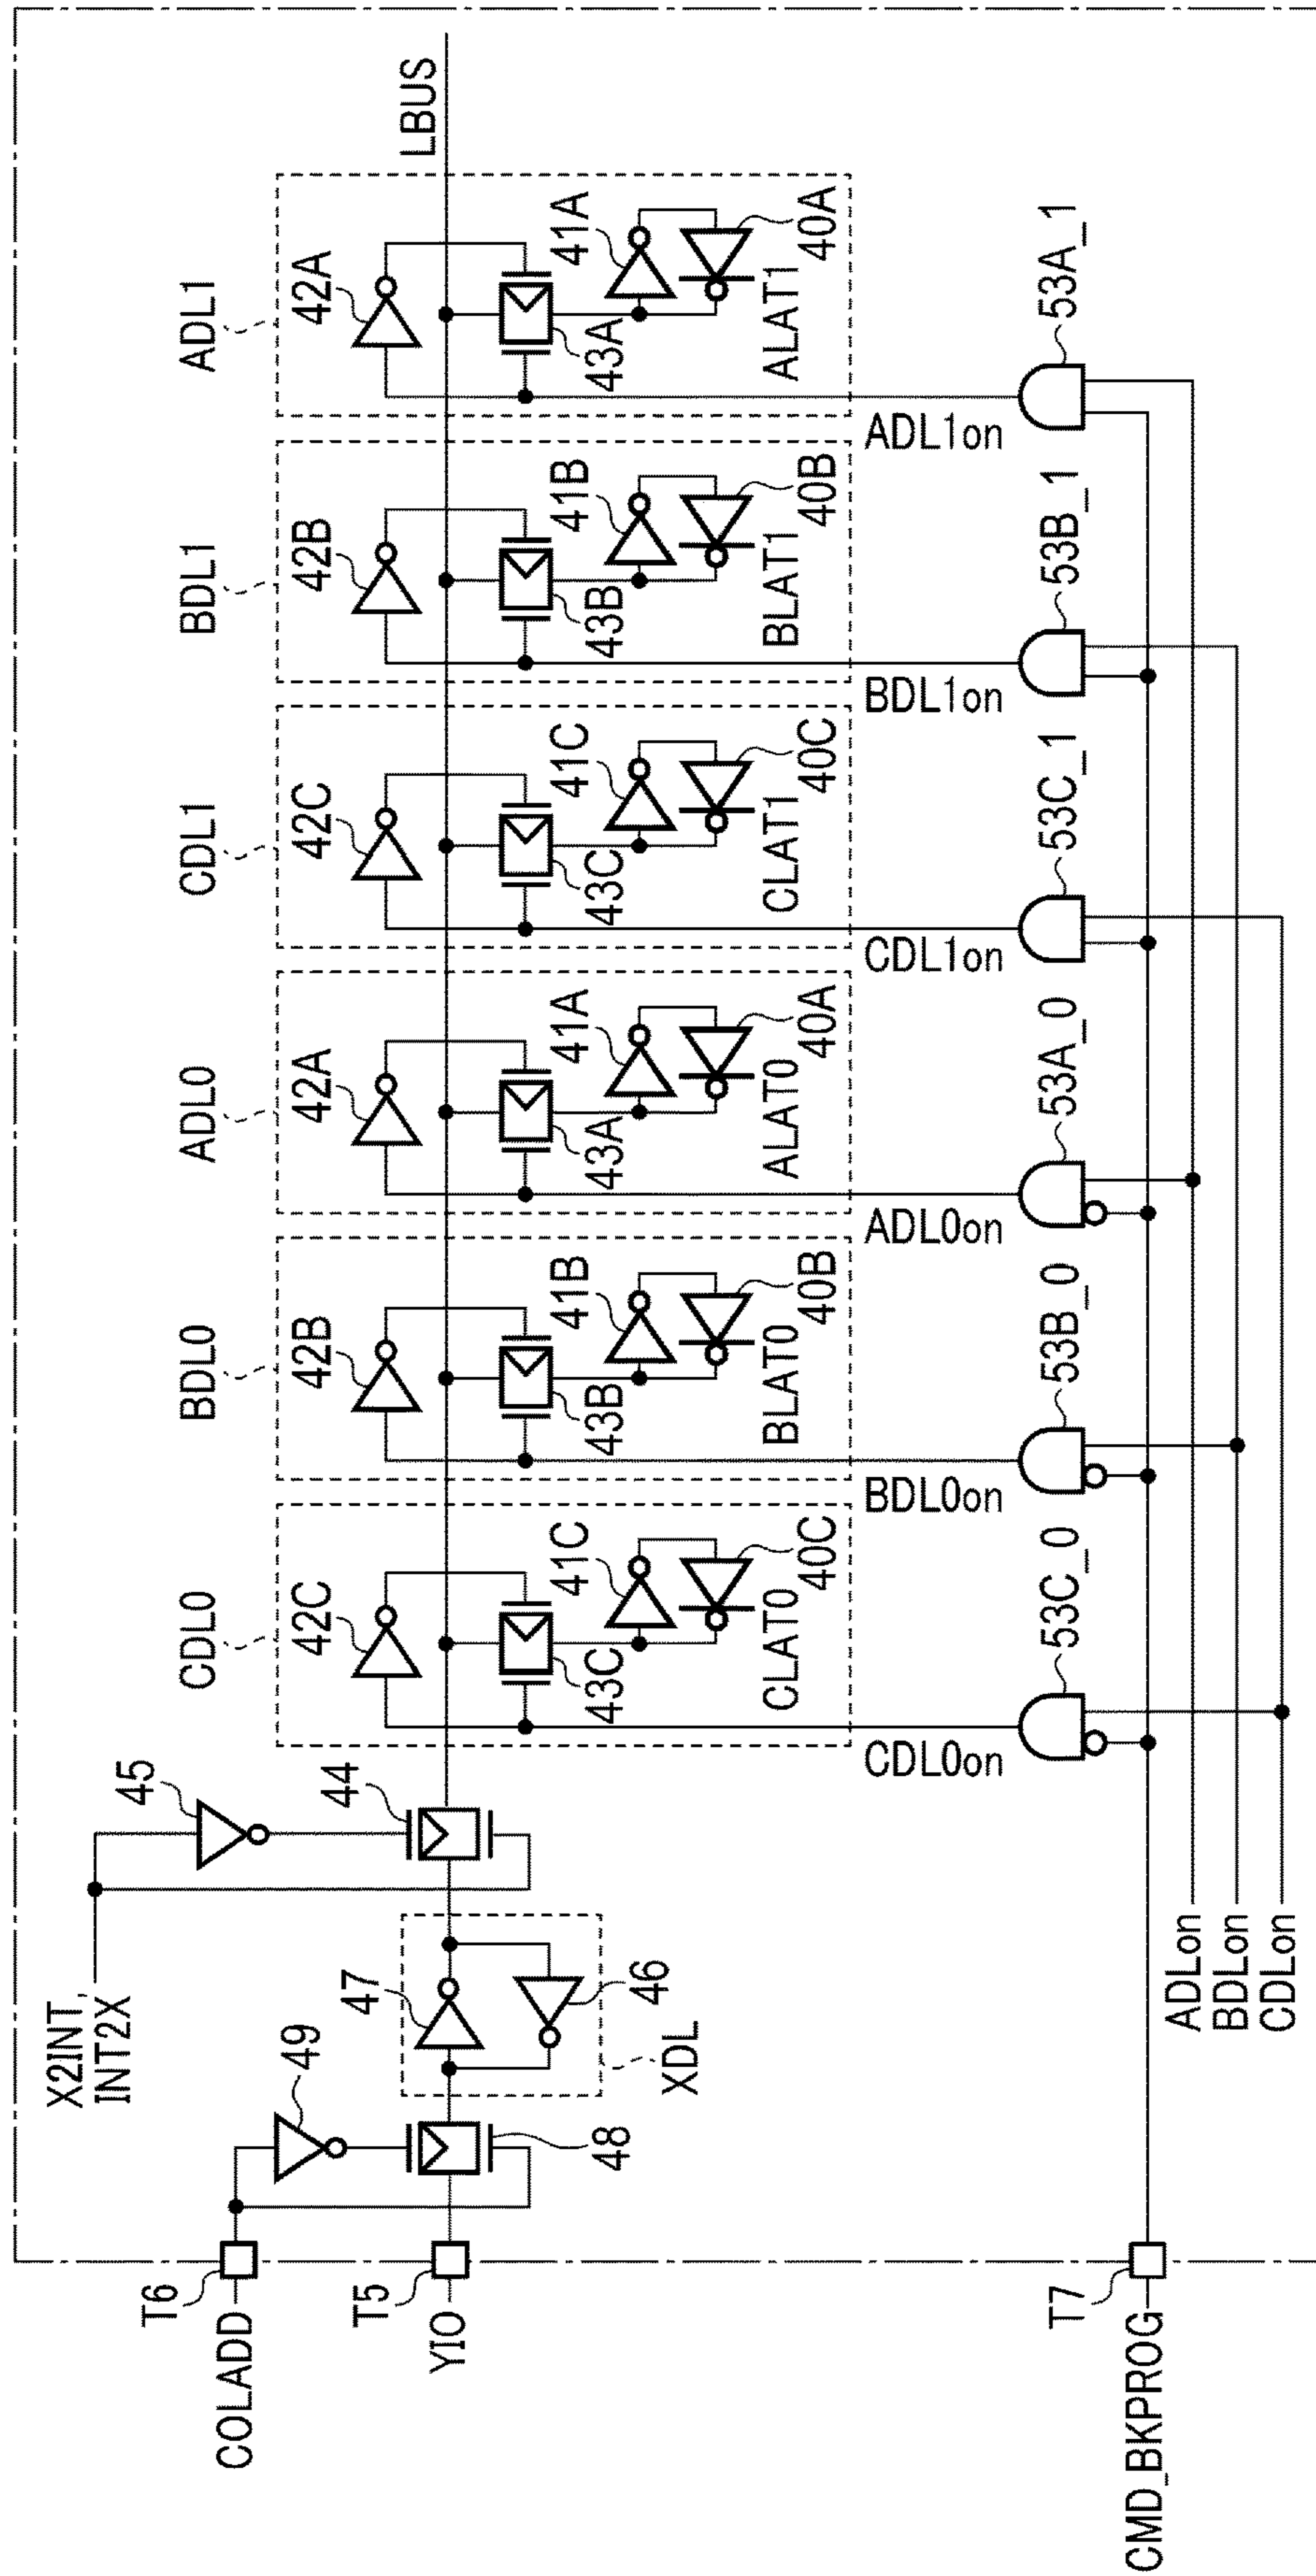 COLADD
T6
YIO
T5
CMD_BKPROG
T7
X2INT,
INT2X
49
48
47
46
XDL
45
44
LBUS
CDL0
42C
43C
41C
40C
CLAT0
CDL0on
53C_0
BDL0
42B
43B
41B
40B
BLAT0
BDL0on
53B_0
ADL0
42A
43A
41A
40A
ALAT0
ADL0on
53A_0
CDL1
42C
43C
41C
40C
CLAT1
CDL1on
53C_1
BDL1
42B
43B
41B
40B
BLAT1
BDL1on
53B_1
ADL1
42A
43A
41A
40A
ALAT1
ADL1on
53A_1
ADLon
BDLon
CDLon